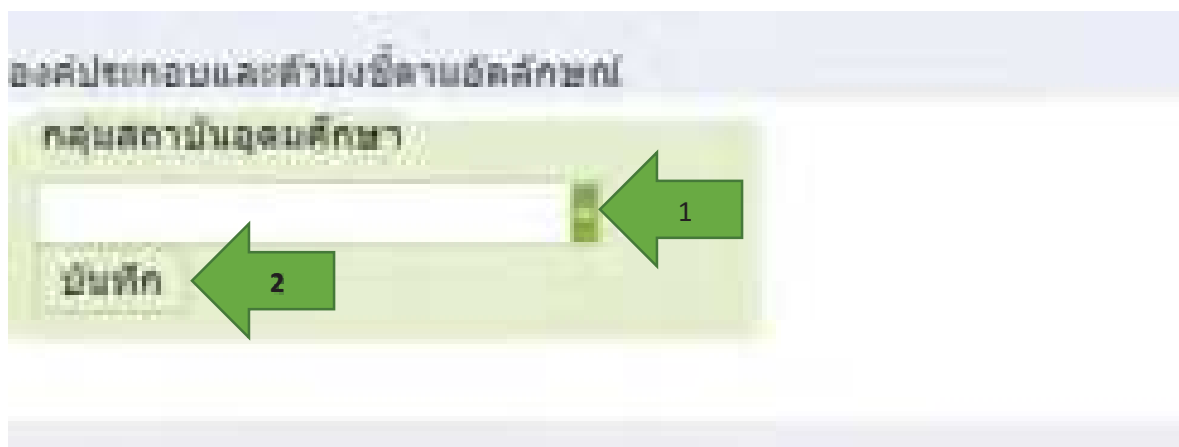 องค์ประกอบและตัวบ่งชี้ตามอัตลักษณ์
กลุ่มสถาบันอุดมศึกษา
1
บันทึก
2